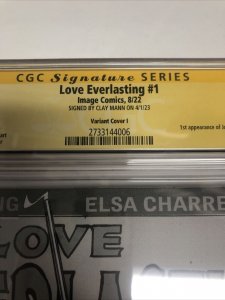 CGC Signature SERIES
Love Everlasting #1
Image Comics, 8/22
SIGNED BY CLAY MANN ON 4/1/23
Variant Cover I
2733144006
1st appearance of
ELSA CHARRE
LOVE